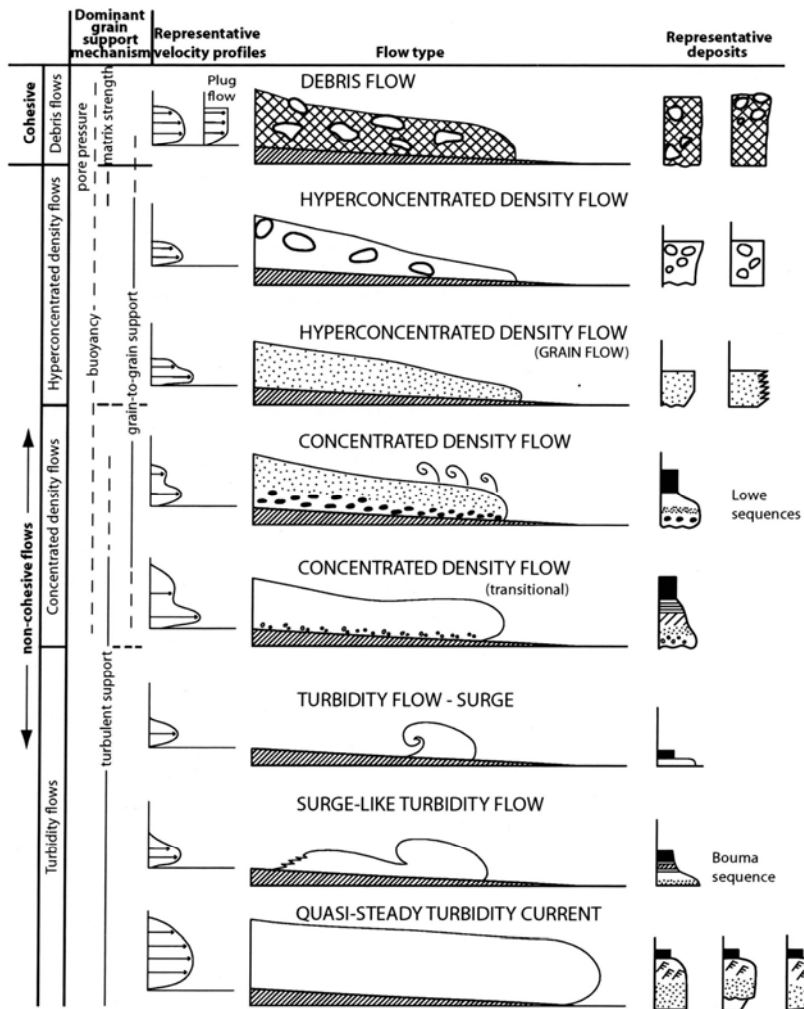 Dominant
grain
support
mechanism
Representative
velocity profiles
Flow type
Representative
deposits
Cohesive
Debris flows
pore pressure
matrix strength
Plug
flow
DEBRIS FLOW
non-cohesive flows
Hyperconcentrated density flows
buoyancy
grain-to-grain support
HYPERCONCENTRATED DENSITY FLOW
HYPERCONCENTRATED DENSITY FLOW
(GRAIN FLOW)
Concentrated density flows
CONCENTRATED DENSITY FLOW
Lowe
sequences
CONCENTRATED DENSITY FLOW
(transitional)
Turbidity flows
turbulent support
TURBIDITY FLOW - SURGE
SURGE-LIKE TURBIDITY FLOW
Bouma
sequence
QUASI-STEADY TURBIDITY CURRENT